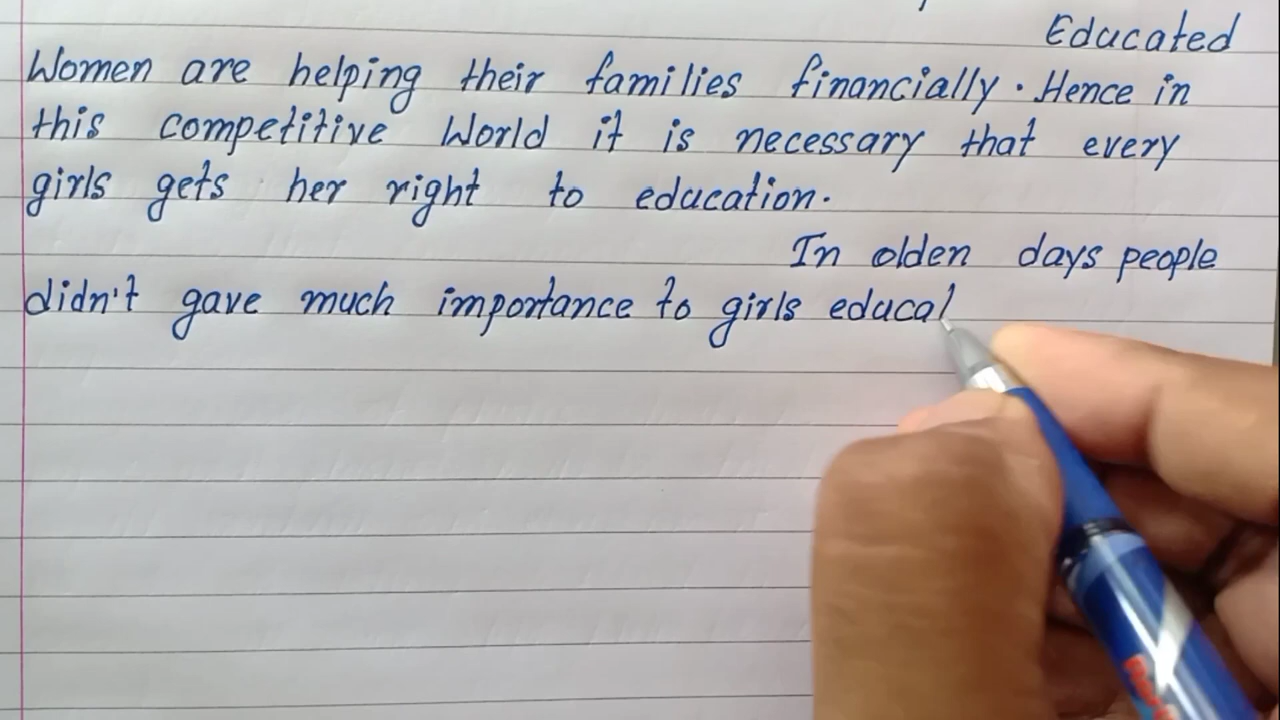 Educated
Women are helping their families financially. Hence in
this competitive World it is necessary that every
girls gets her right to education.
In olden days people
didn't gave much importance to girls educat